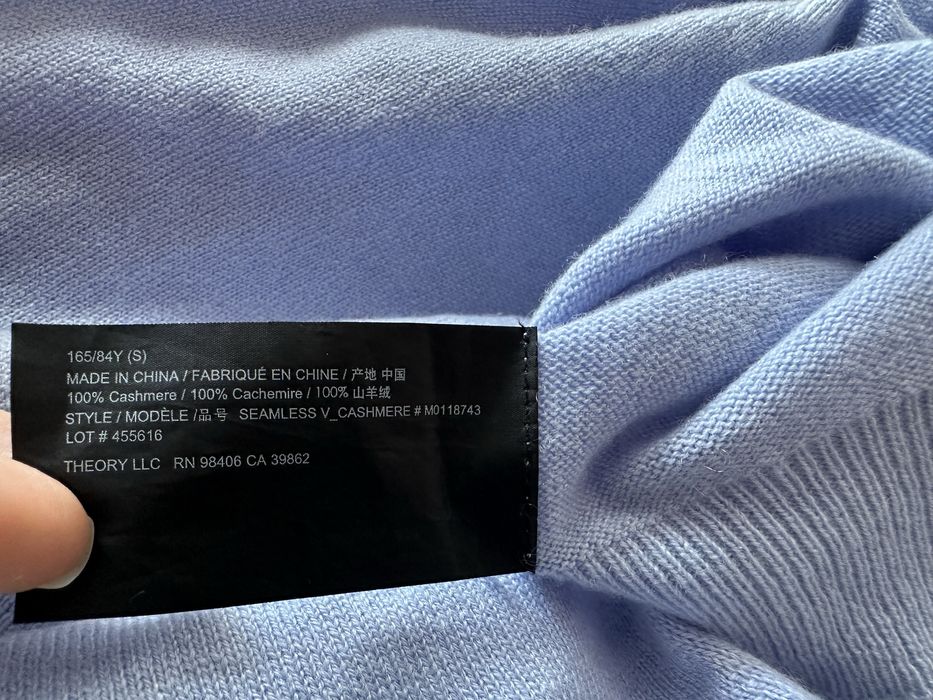 165/84Y (S)
MADE IN CHINA / FABRIQUÉ EN CHINE / 产地 中国
100% Cashmere / 100% Cachemire / 100% 山羊绒
STYLE / MODÈLE /品号 SEAMLESS V_CASHMERE # M0118743
LOT # 455616
THEORY LLC RN 98406 CA 39862